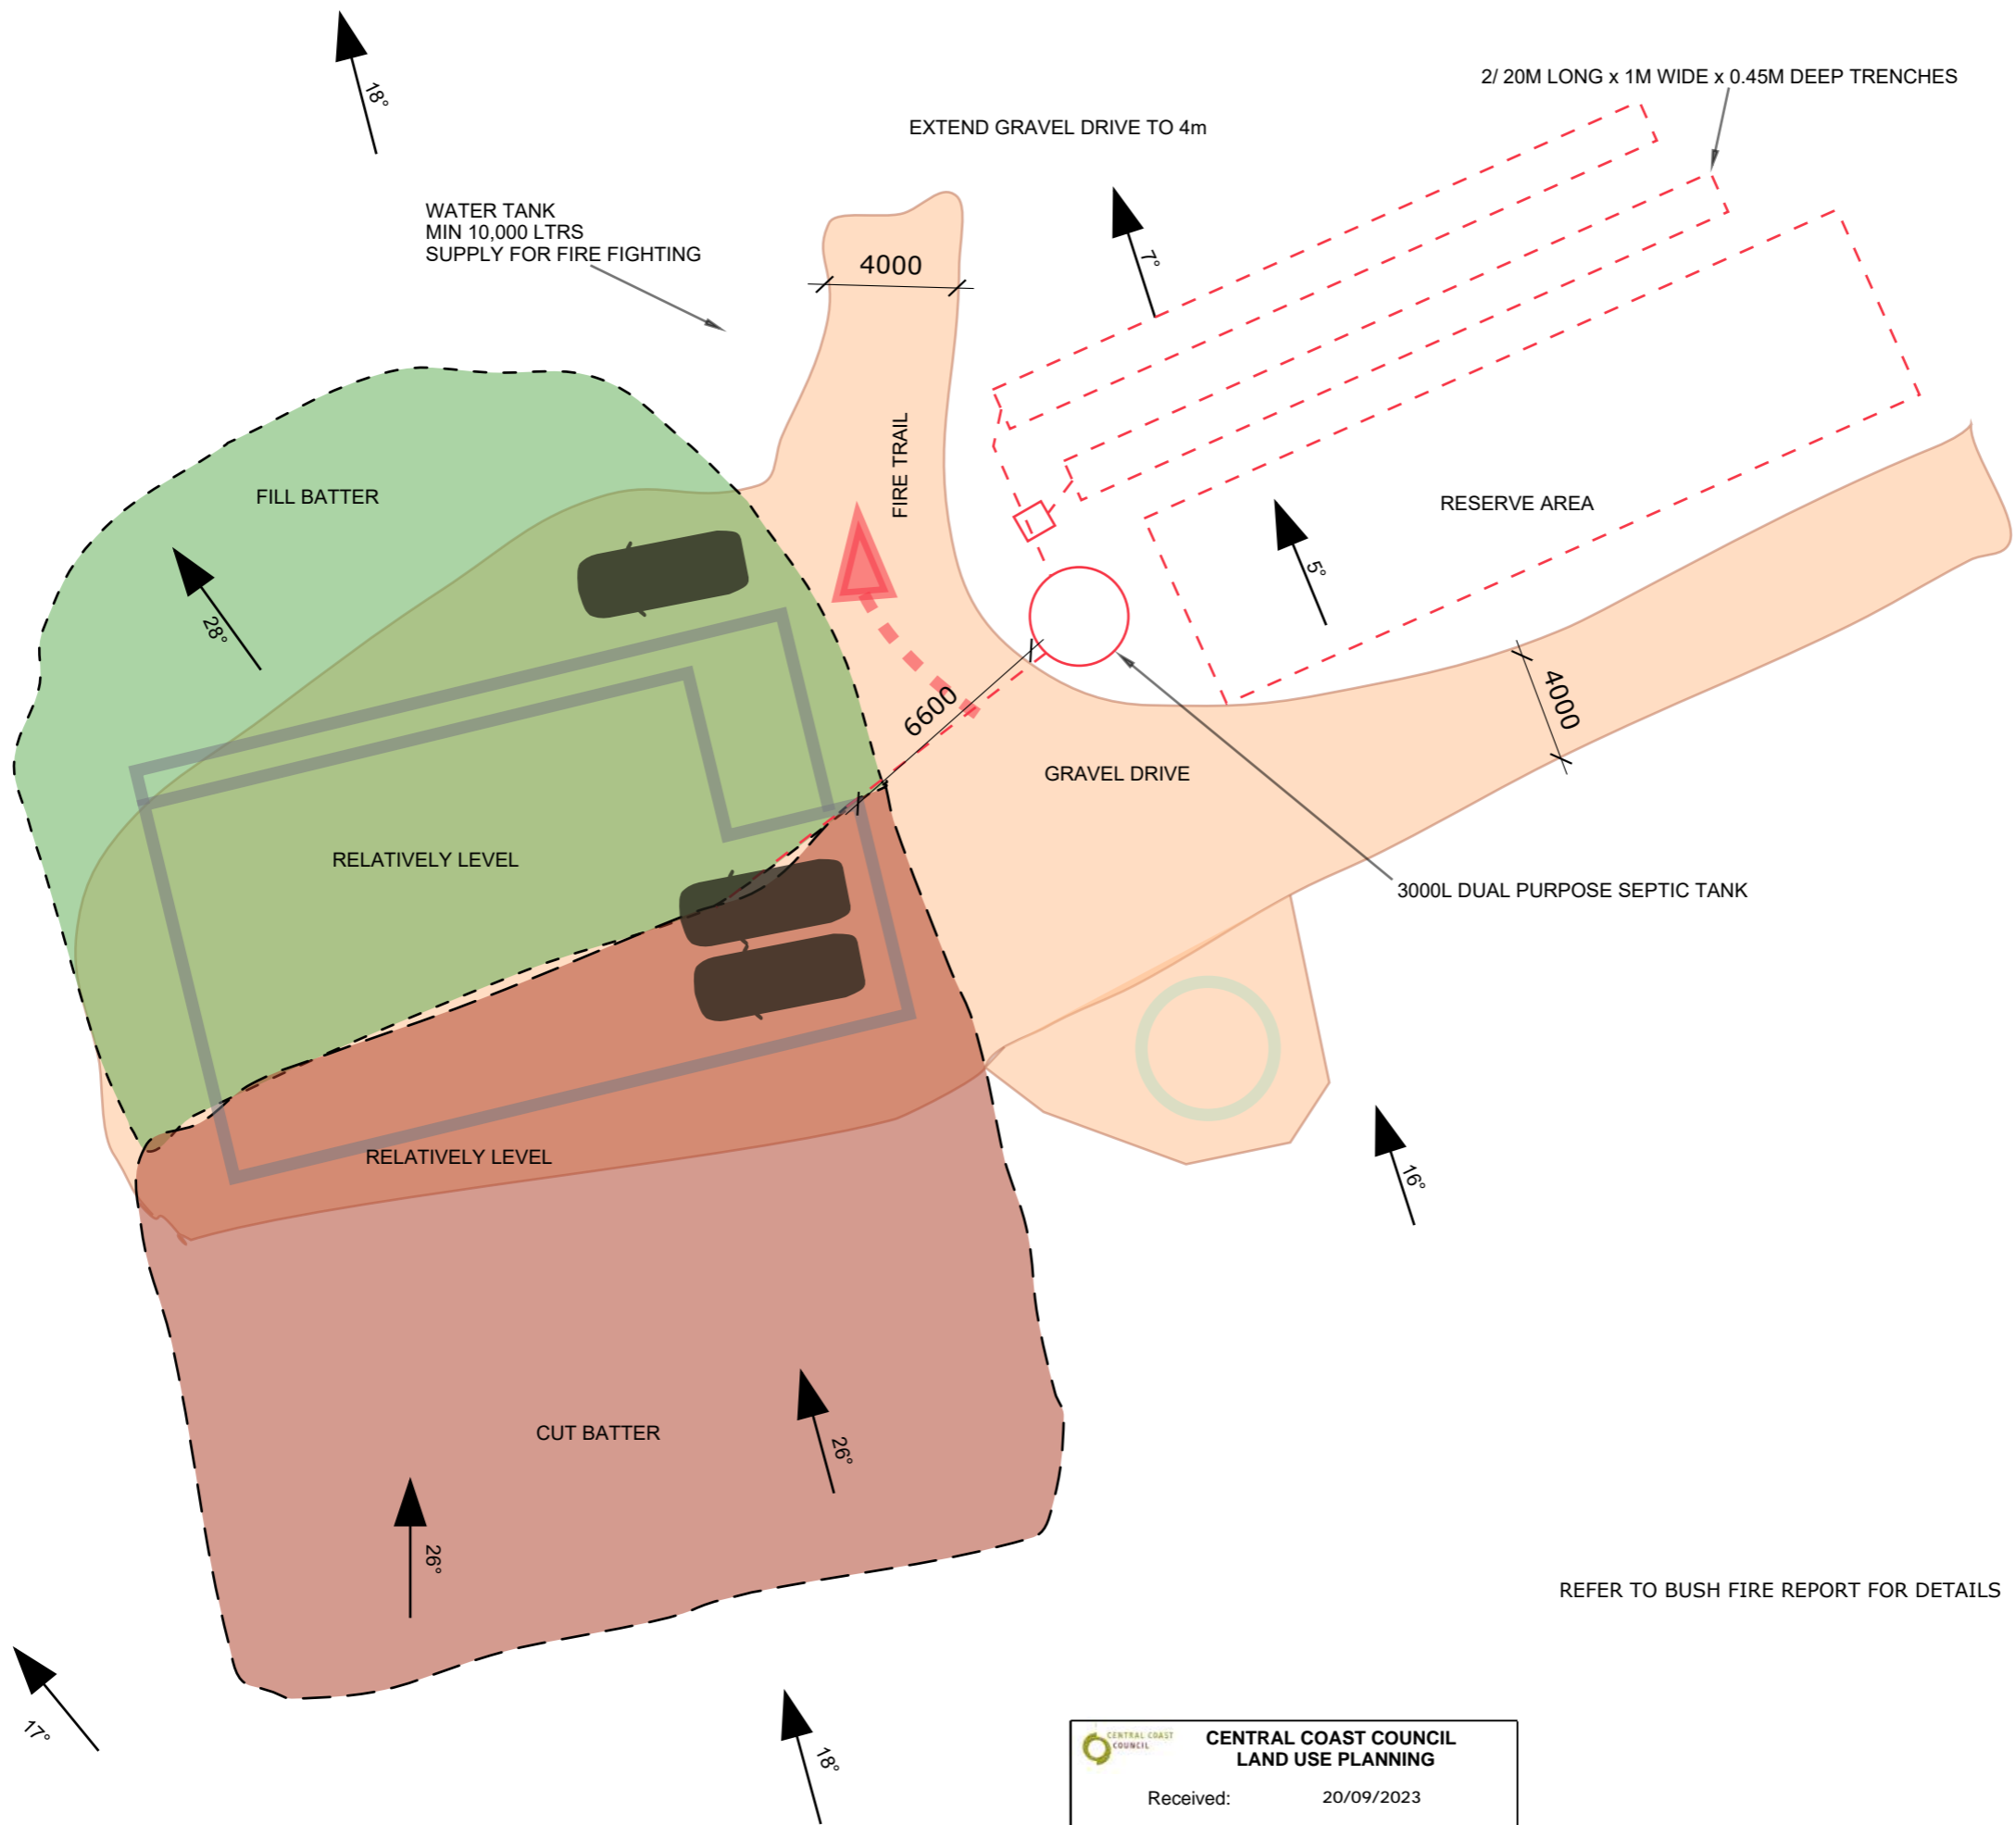 18°
2/ 20M LONG x 1M WIDE x 0.45M DEEP TRENCHES
EXTEND GRAVEL DRIVE TO 4m
WATER TANK
MIN 10,000 LTRS
SUPPLY FOR FIRE FIGHTING
4000
7°
FIRE TRAIL
FILL BATTER
RESERVE AREA
5°
28°
6600
4000
GRAVEL DRIVE
RELATIVELY LEVEL
3000L DUAL PURPOSE SEPTIC TANK
RELATIVELY LEVEL
16°
CUT BATTER
26°
26°
REFER TO BUSH FIRE REPORT FOR DETAILS
17°
18°
CENTRAL COAST
COUNCIL
CENTRAL COAST COUNCIL
LAND USE PLANNING
Received: 20/09/2023